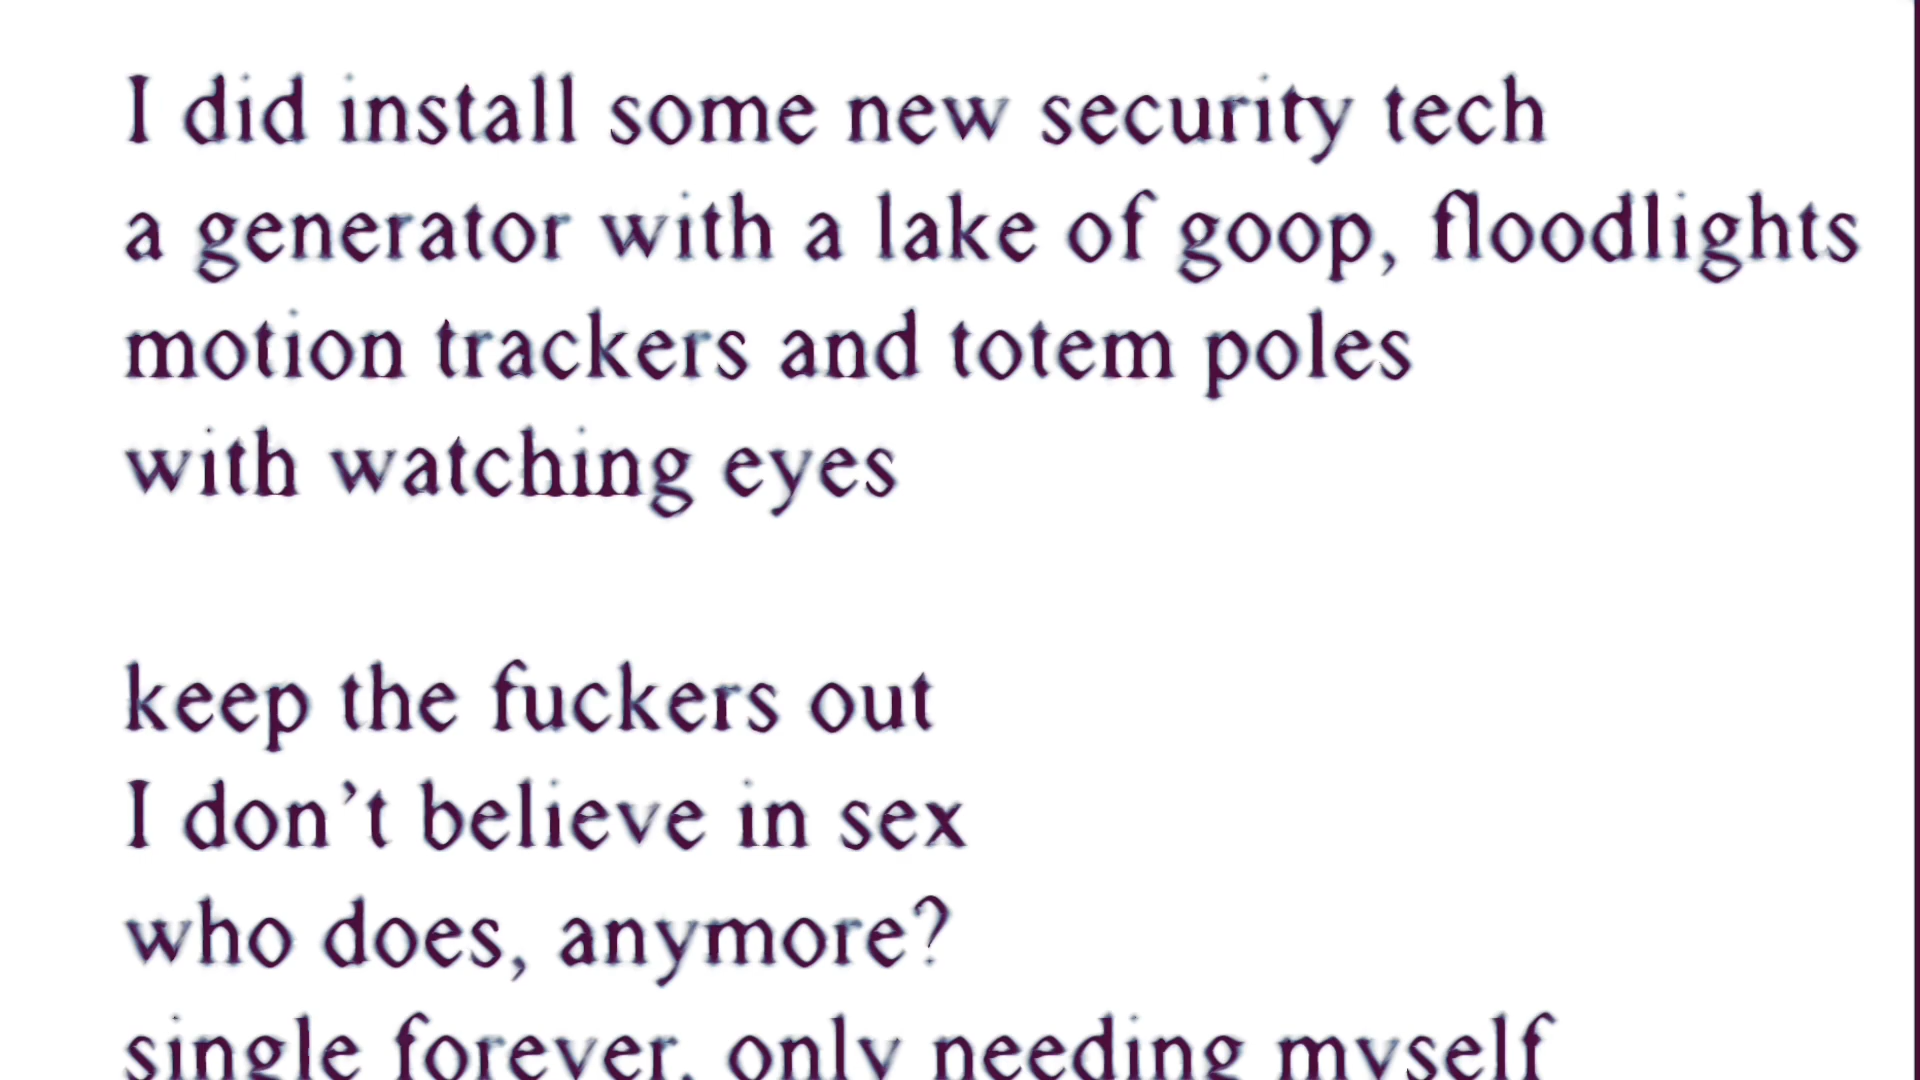 I did install some new security tech
a generator with a lake of goop, floodlights
motion trackers and totem poles
with watching eyes
keep the fuckers out
I don’t believe in sex
who does, anymore?
single forever, only needing myself